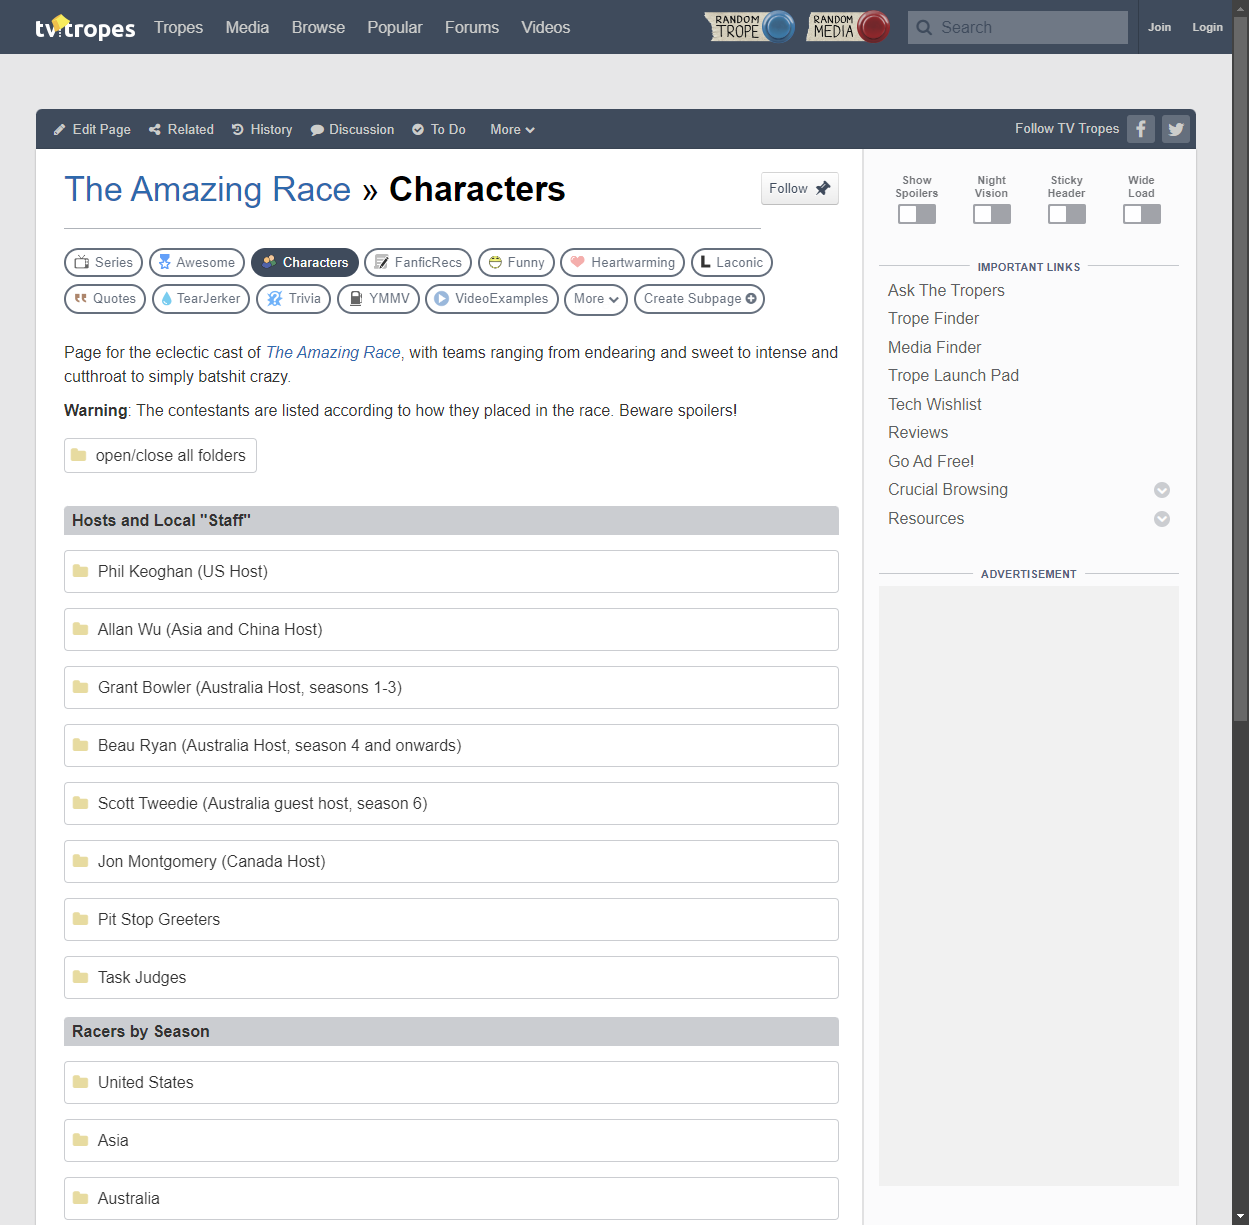 tvtropes Tropes Media Browse Popular Forums Videos RANDOM TROPE RANDOM MEDIA Search Join Login
Edit Page Related History Discussion To Do More Follow TV Tropes
The Amazing Race » Characters Follow
Series Awesome Characters FanficRecs Funny Heartwarming Laconic
Quotes TearJerker Trivia YMMV VideoExamples More Create Subpage
Page for the eclectic cast of The Amazing Race, with teams ranging from endearing and sweet to intense and
cutthroat to simply batshit crazy.
Warning: The contestants are listed according to how they placed in the race. Beware spoilers!
open/close all folders
Hosts and Local "Staff"
Phil Keoghan (US Host)
Allan Wu (Asia and China Host)
Grant Bowler (Australia Host, seasons 1-3)
Beau Ryan (Australia Host, season 4 and onwards)
Scott Tweedie (Australia guest host, season 6)
Jon Montgomery (Canada Host)
Pit Stop Greeters
Task Judges
Racers by Season
United States
Asia
Australia
Show Spoilers
Night Vision
Sticky Header
Wide Load
IMPORTANT LINKS
Ask The Tropers
Trope Finder
Media Finder
Trope Launch Pad
Tech Wishlist
Reviews
Go Ad Free!
Crucial Browsing
Resources
ADVERTISEMENT